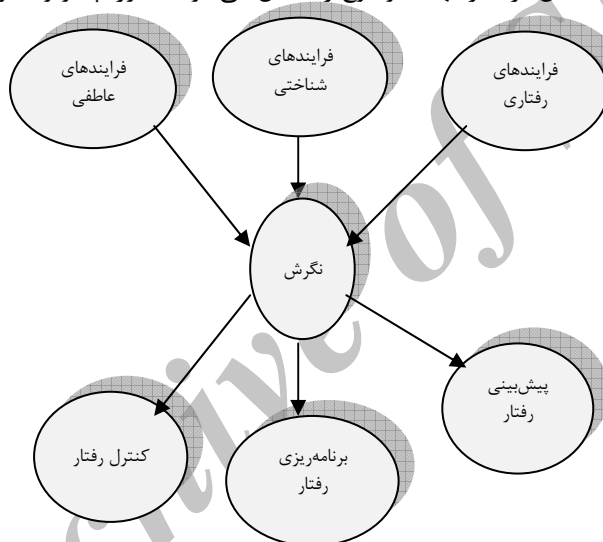 فرایندهای
رفتاری
فرایندهای
شناختی
فرایندهای
عاطفی
نگرش
پیش‌بینی
رفتار
برنامه‌ریزی
رفتار
کنترل رفتار